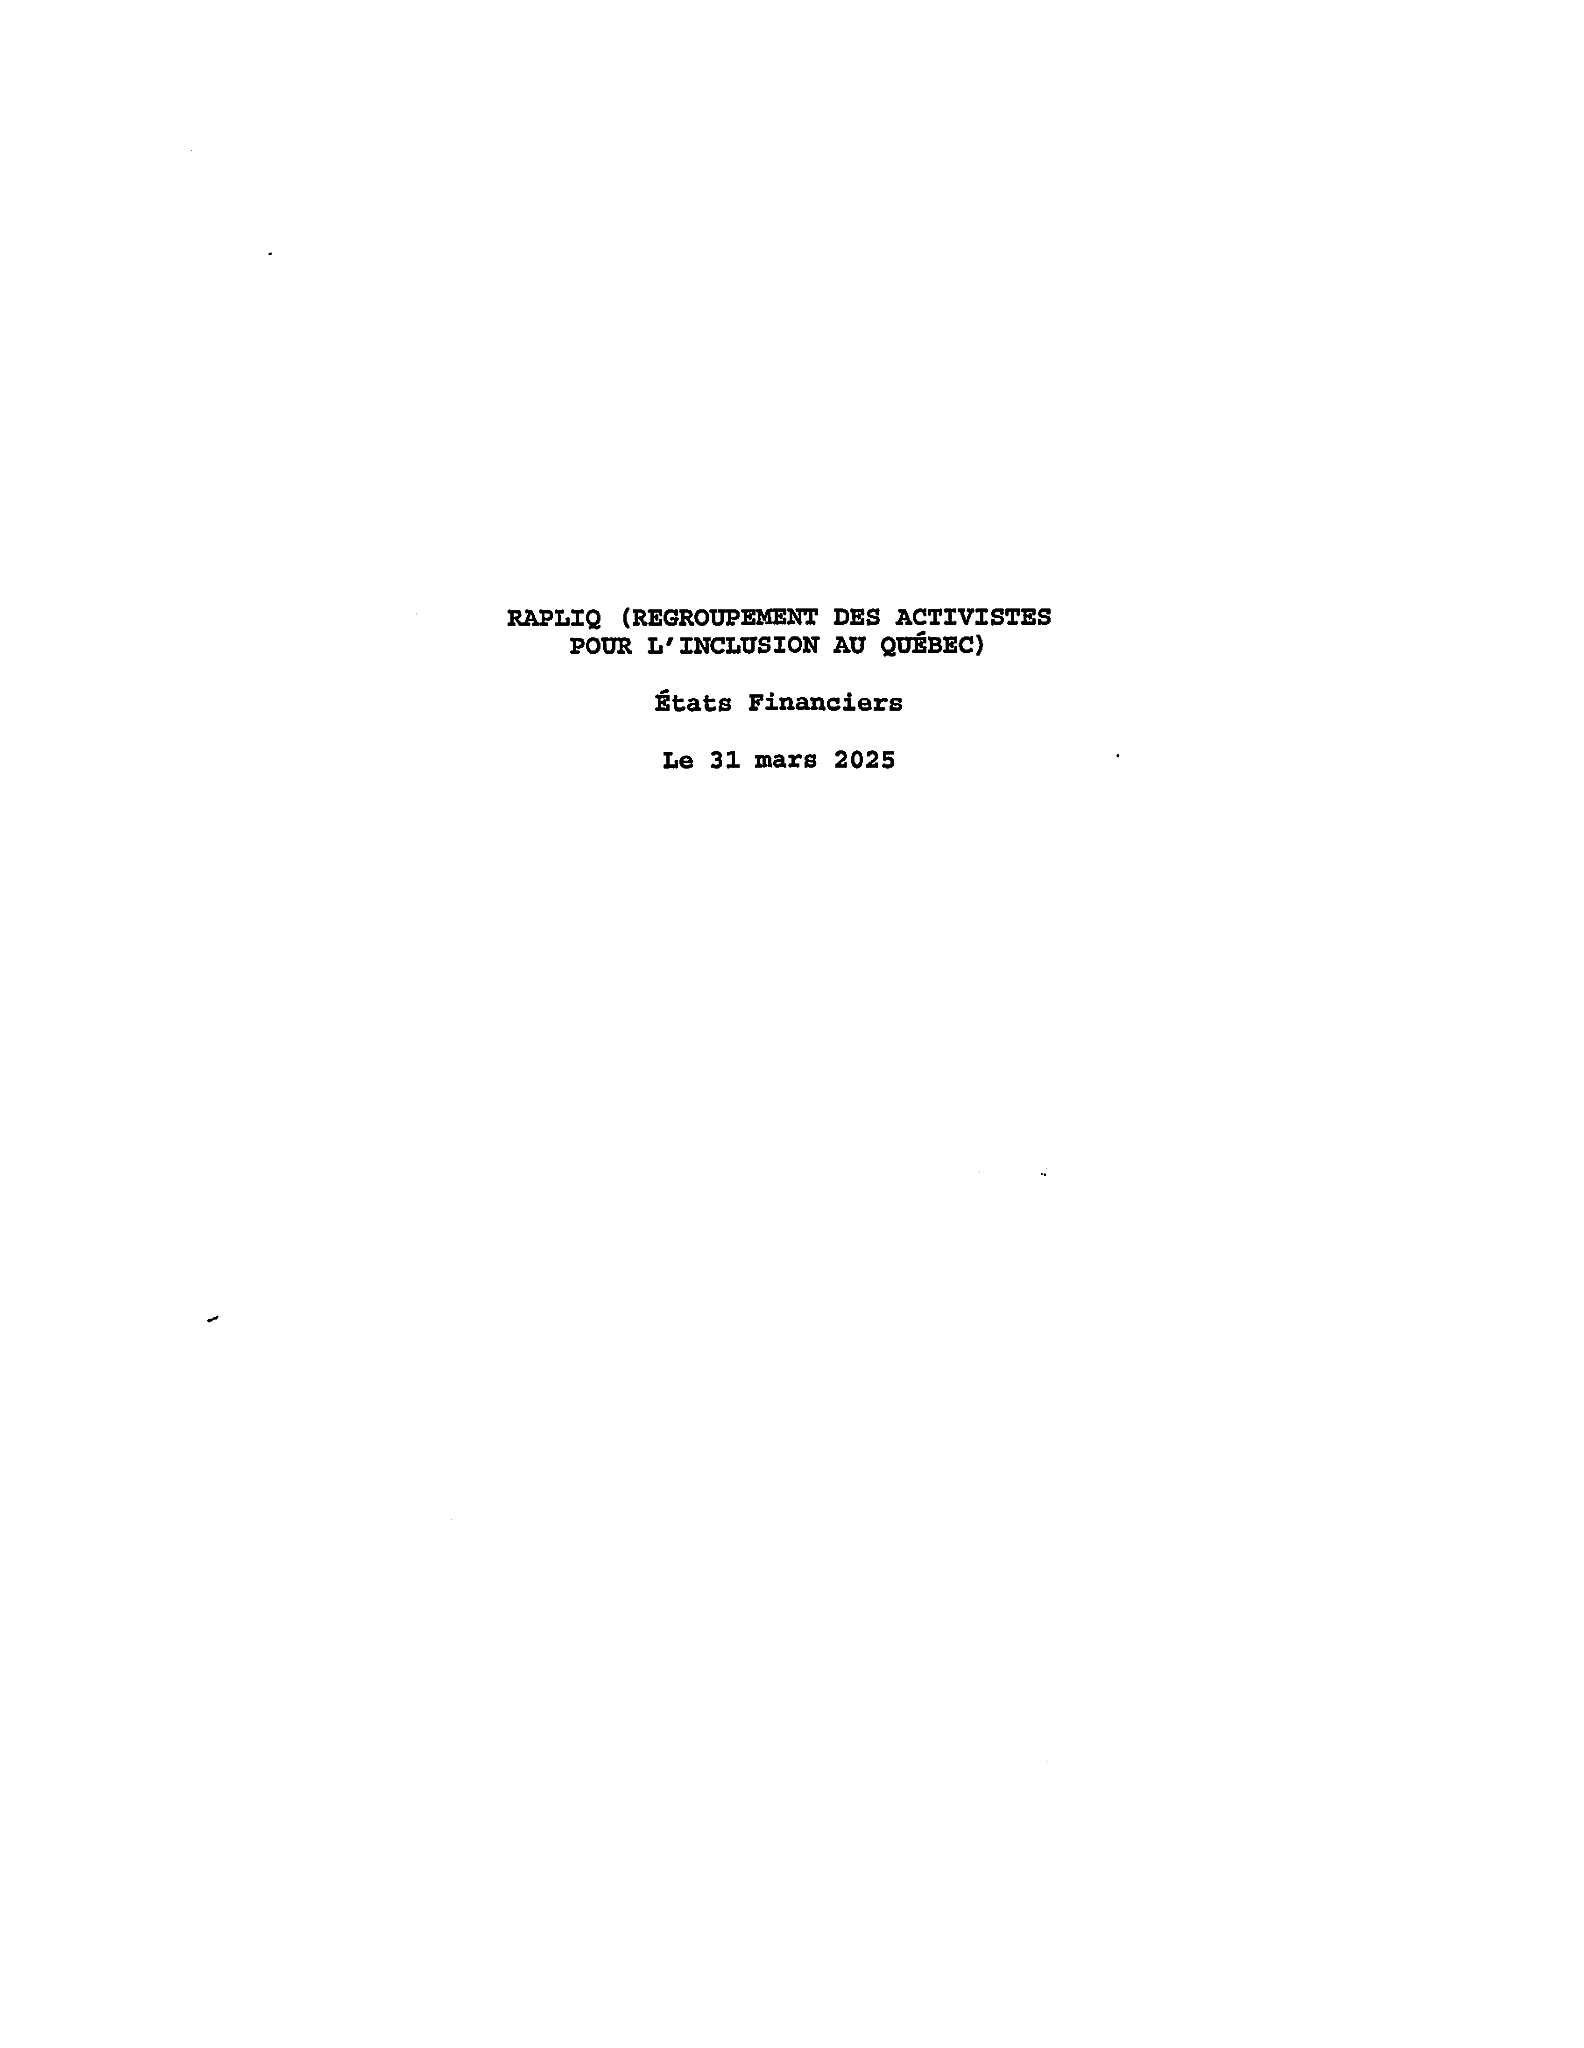 RAPLIQ (REGROUPEMENT DES ACTIVISTES
POUR L'INCLUSION AU QUÉBEC)
États Financiers
Le 31 mars 2025